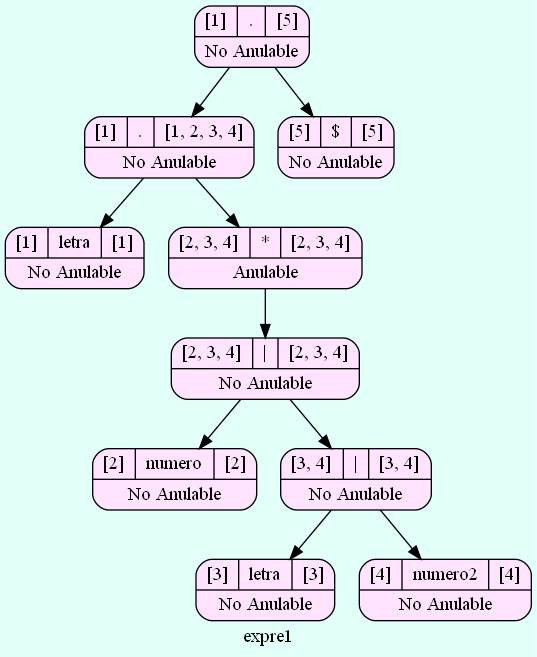 [1] . [5]
No Anulable
[1] . [1, 2, 3, 4]
No Anulable
[5] $ [5]
No Anulable
[1] letra [1]
No Anulable
[2, 3, 4] * [2, 3, 4]
Anulable
[2, 3, 4] | [2, 3, 4]
No Anulable
[2] numero [2]
No Anulable
[3, 4] | [3, 4]
No Anulable
[3] letra [3]
No Anulable
[4] numero2 [4]
No Anulable
expre1